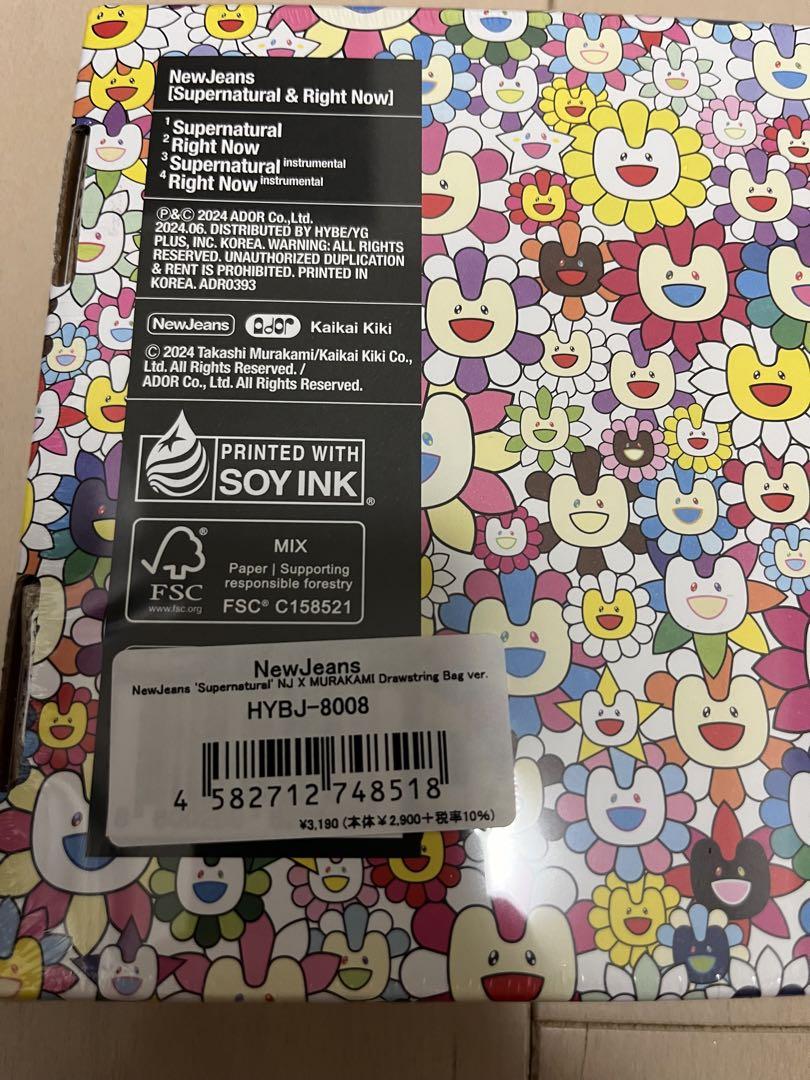 NewJeans
[Supernatural & Right Now]
1 Supernatural
2 Right Now
3 Supernatural instrumental
4 Right Now instrumental
Ⓟ&Ⓒ 2024 ADOR Co.,Ltd.
2024.06. DISTRIBUTED BY HYBE/YG
PLUS, INC. KOREA. WARNING: ALL RIGHTS
RESERVED. UNAUTHORIZED DUPLICATION
& RENT IS PROHIBITED. PRINTED IN
KOREA. ADR0393
NewJeans ador Kaikai Kiki
© 2024 Takashi Murakami/Kaikai Kiki Co.,
Ltd. All Rights Reserved. /
ADOR Co., Ltd. All Rights Reserved.
PRINTED WITH
SOY INK®
FSC®
www.fsc.org
MIX
Paper | Supporting
responsible forestry
FSC® C158521
NewJeans
NewJeans 'Supernatural' NJ X MURAKAMI Drawstring Bag ver.
HYBJ-8008
4 582712 748518
¥3,190 (本体¥2,900+税率10%)